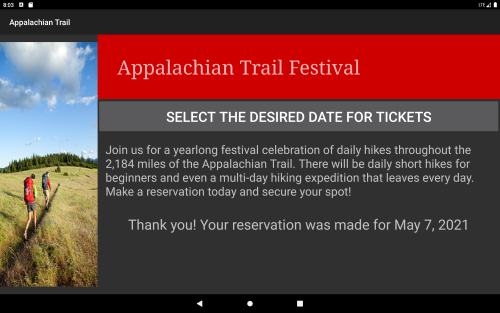 8:03
LTE
Appalachian Trail
Appalachian Trail Festival
SELECT THE DESIRED DATE FOR TICKETS
Join us for a yearlong festival celebration of daily hikes throughout the
2,184 miles of the Appalachian Trail. There will be daily short hikes for
beginners and even a multi-day hiking expedition that leaves every day.
Make a reservation today and secure your spot!
Thank you! Your reservation was made for May 7, 2021